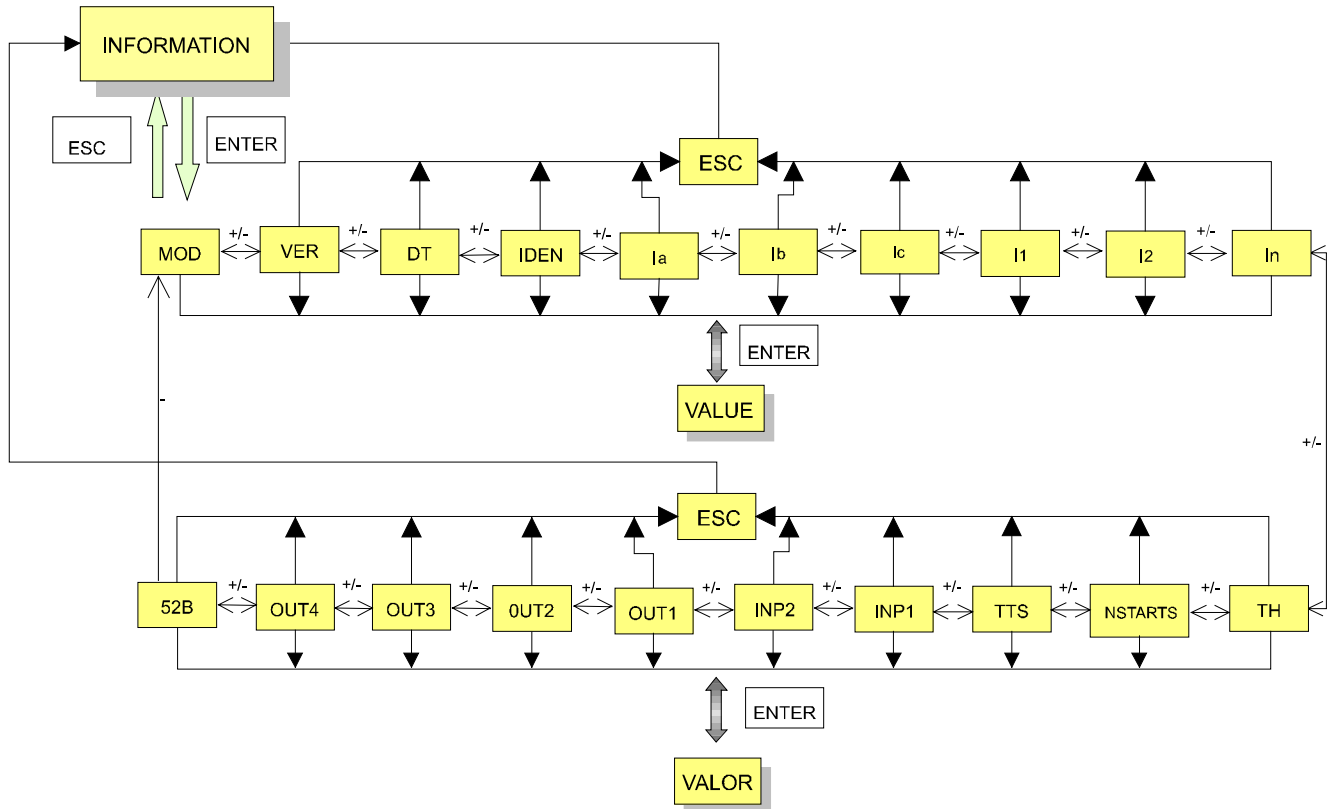 INFORMATION
ESC
ENTER
ESC
MOD
+/-
VER
+/-
DT
+/-
IDEN
+/-
Ia
+/-
Ib
+/-
Ic
+/-
I1
+/-
I2
+/-
In
ENTER
VALUE
-
+/-
ESC
52B
+/-
OUT4
+/-
OUT3
+/-
0UT2
+/-
OUT1
+/-
INP2
+/-
INP1
+/-
TTS
+/-
NSTARTS
+/-
TH
ENTER
VALOR